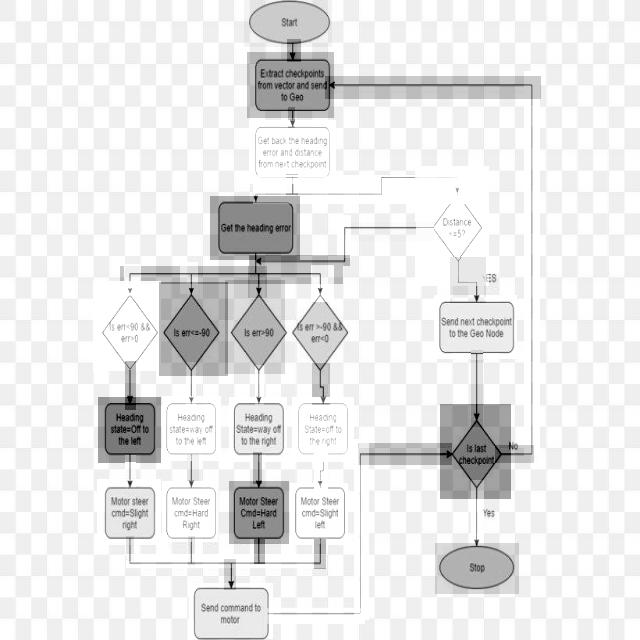 Start
Extract checkpoints
from vector and send
to Geo
Get back the heading
error and distance
from next checkpoint
Get the heading error
Distance
<=5?
YES
Is err<90 &&
err>0
Is err<=-90
Is err>90
Is err >-90 &&
err<0
Send next checkpoint
to the Geo Node
Heading
state=Off to
the left
Heading
state=way off
to the left
Heading
State=way off
to the right
Heading
State=off to
the right
Is last
checkpoint
No
Motor steer
cmd=Slight
right
Motor Steer
cmd=Hard
Right
Motor Steer
Cmd=Hard
Left
Motor Steer
cmd=Slight
left
Yes
Stop
Send command to
motor